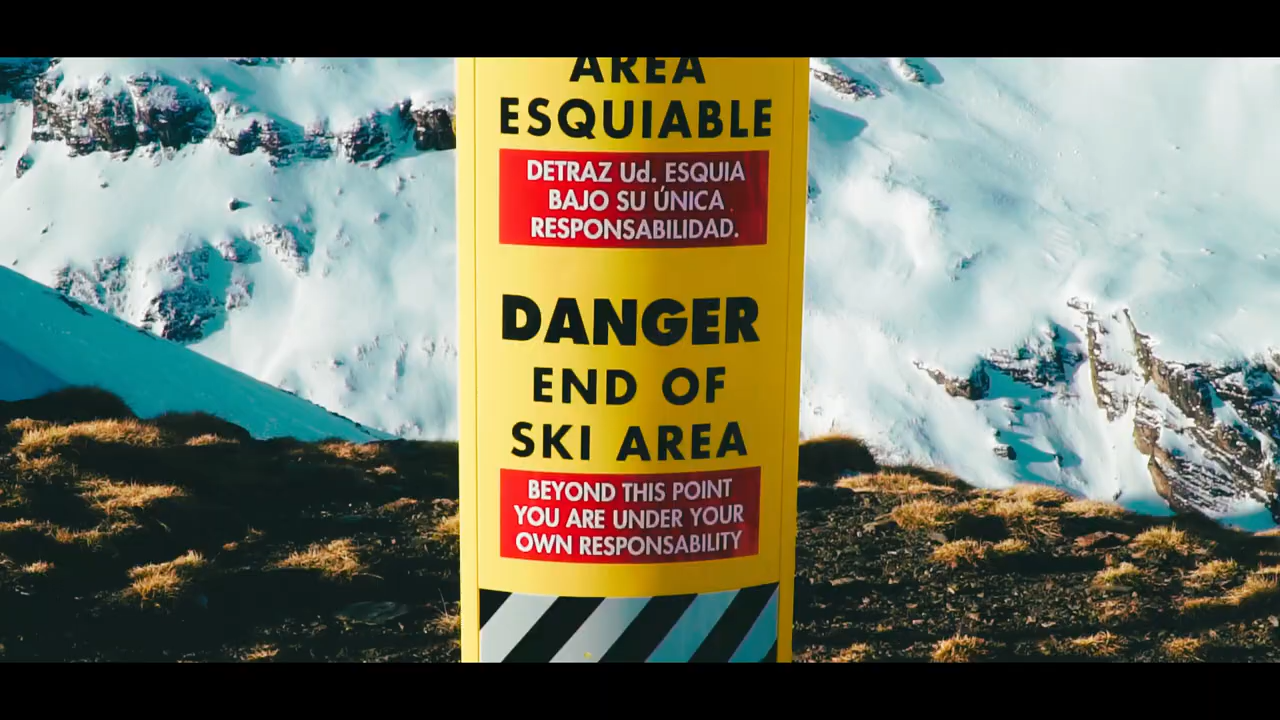 AREA
ESQUIABLE
DETRAZ Ud. ESQUIA
BAJO SU ÚNICA
RESPONSABILIDAD.
DANGER
END OF
SKI AREA
BEYOND THIS POINT
YOU ARE UNDER YOUR
OWN RESPONSABILITY